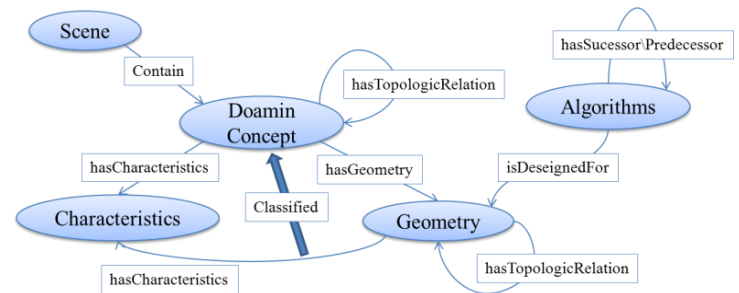 Scene
hasSucessor\Predecessor
Contain
hasTopologicRelation
Doamin
Concept
Algorithms
hasCharacteristics
hasGeometry
isDeseignedFor
Characteristics
Classified
Geometry
hasTopologicRelation
hasCharacteristics